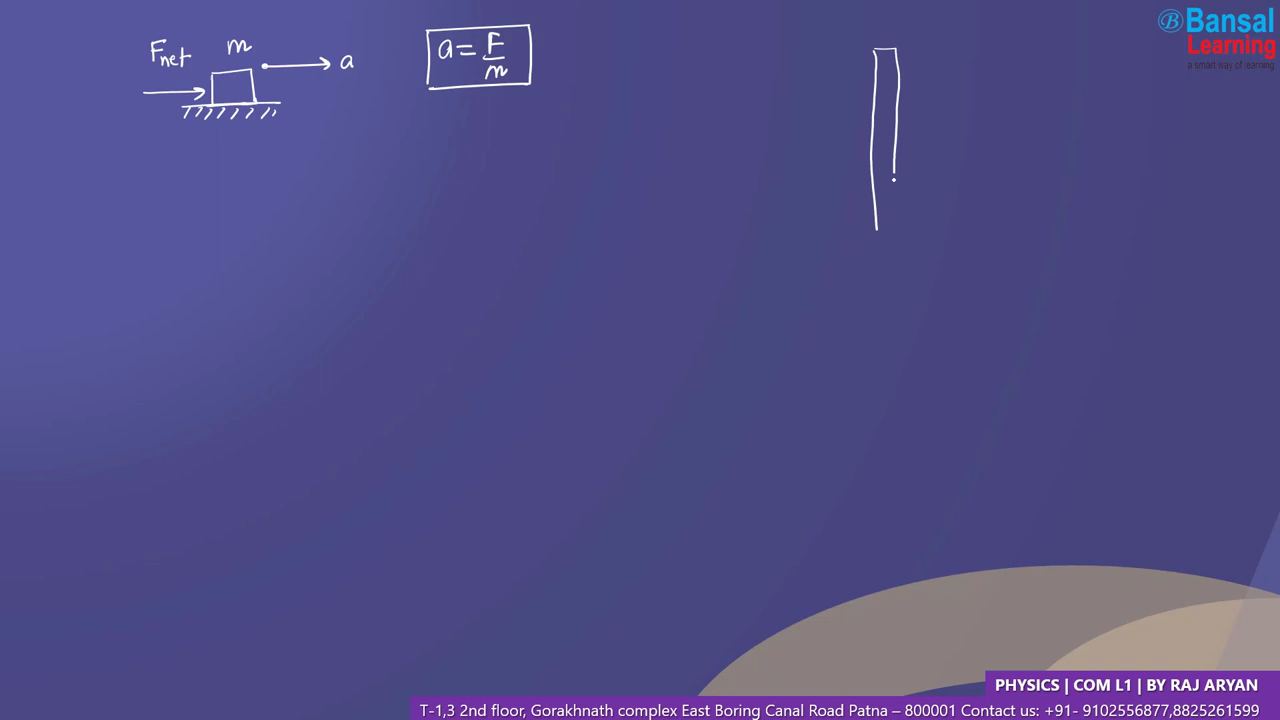 F_net
m
a
a = F/m
Bansal
Learning
a smart way of learning
PHYSICS | COM L1 | BY RAJ ARYAN
T-1,3 2nd floor, Gorakhnath complex East Boring Canal Road Patna – 800001 Contact us: +91- 9102556877,8825261599